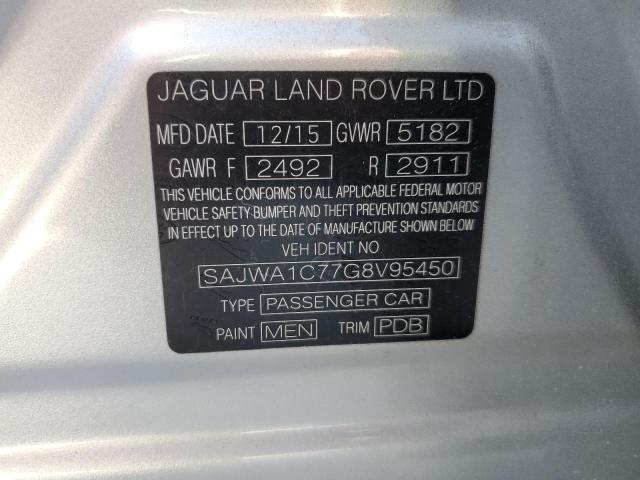 JAGUAR LAND ROVER LTD
MFD DATE 12/15 GVWR 5182
GAWR F 2492 R 2911
THIS VEHICLE CONFORMS TO ALL APPLICABLE FEDERAL MOTOR
VEHICLE SAFETY-BUMPER AND THEFT PREVENTION STANDARDS
IN EFFECT UP TO THE DATE OF MANUFACTURE SHOWN BELOW
VEH IDENT NO.
SAJWA1C77G8V95450
TYPE PASSENGER CAR
PAINT MEN TRIM PDB